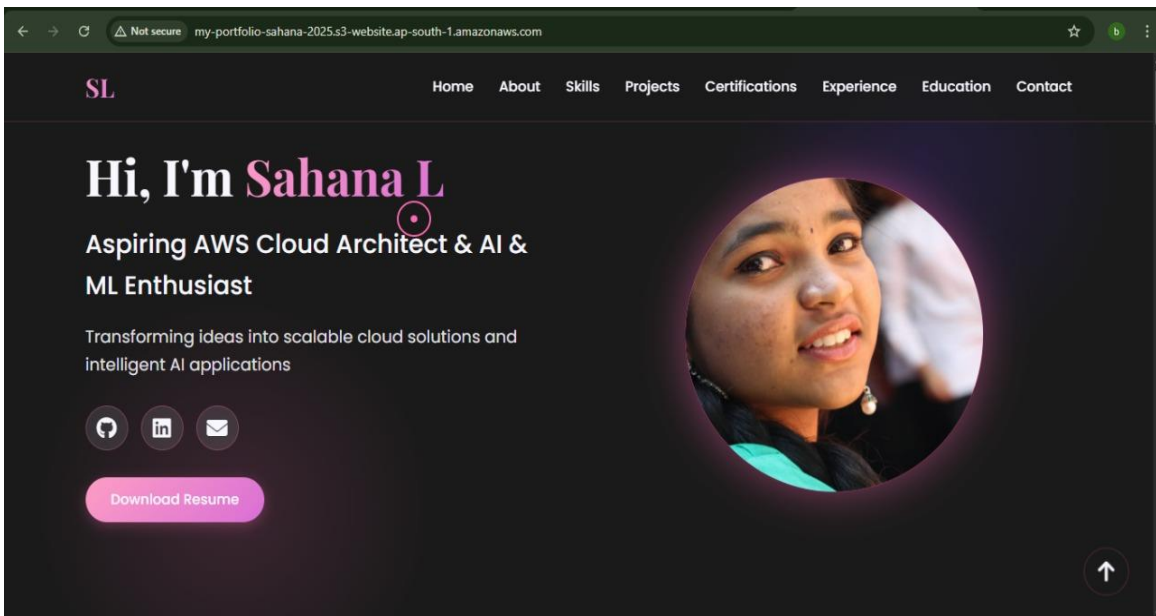 Not secure my-portfolio-sahana-2025.s3-website.ap-south-1.amazonaws.com
b
SL
Home About Skills Projects Certifications Experience Education Contact
Hi, I'm Sahana L
Aspiring AWS Cloud Architect & AI &
ML Enthusiast
Transforming ideas into scalable cloud solutions and
intelligent AI applications
in
Download Resume